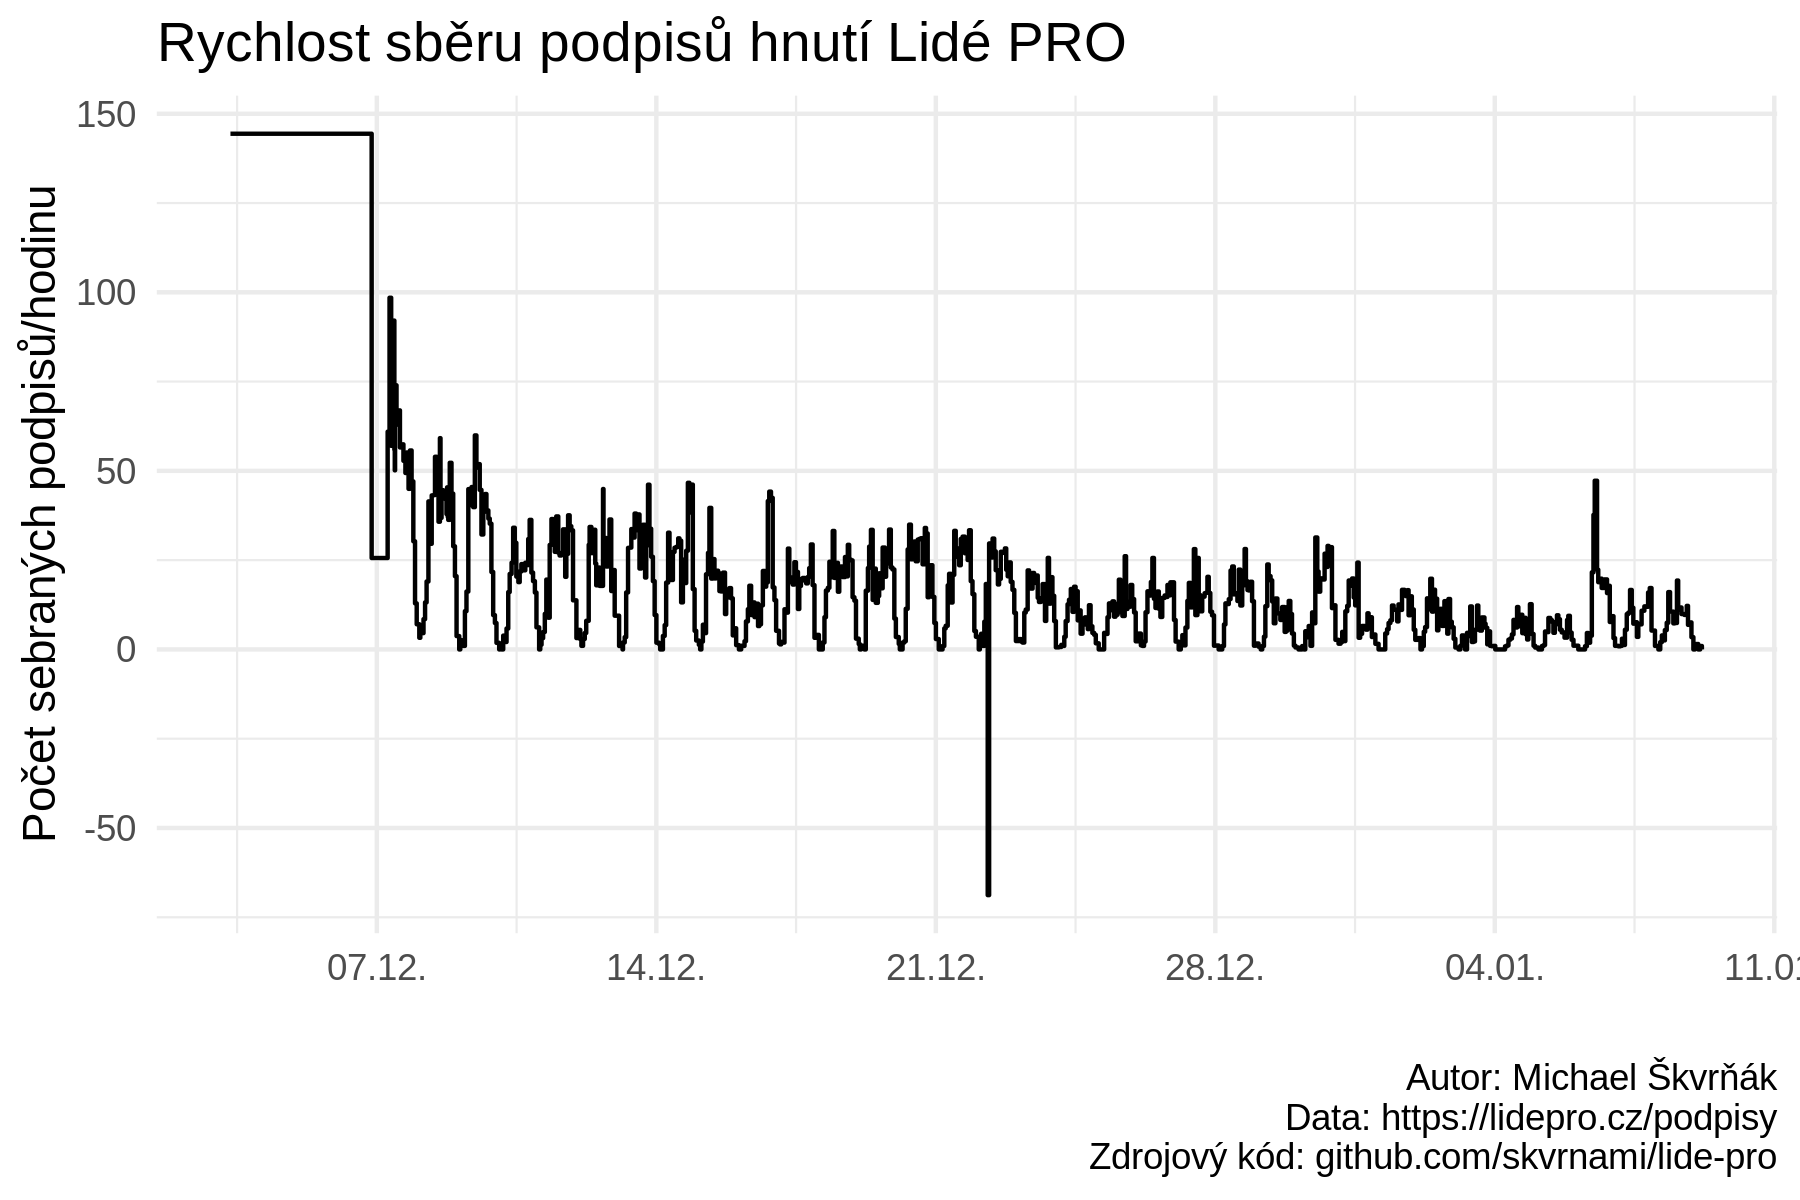 Rychlost sběru podpisů hnutí Lidé PRO
Počet sebraných podpisů/hodinu
150
100
50
0
-50
07.12.
14.12.
21.12.
28.12.
04.01.
11.01
Autor: Michael Škvrňák
Data: https://lidepro.cz/podpisy
Zdrojový kód: github.com/skvrnami/lide-pro